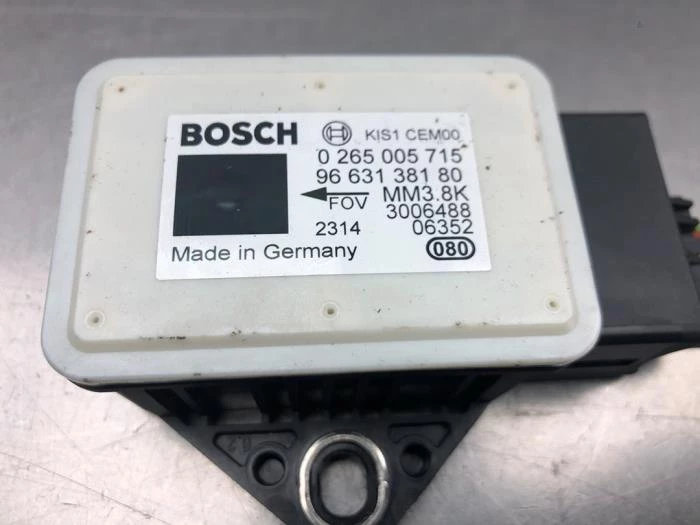 BOSCH KIS1 CEM00
0 265 005 715
96 631 381 80
FOV MM3.8K
3006488
2314 06352
Made in Germany 080